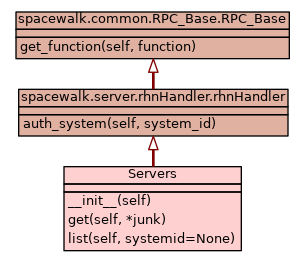 spacewalk.common.RPC_Base.RPC_Base
get_function(self, function)
spacewalk.server.rhnHandler.rhnHandler
auth_system(self, system_id)
Servers
__init__(self)
get(self, *junk)
list(self, systemid=None)